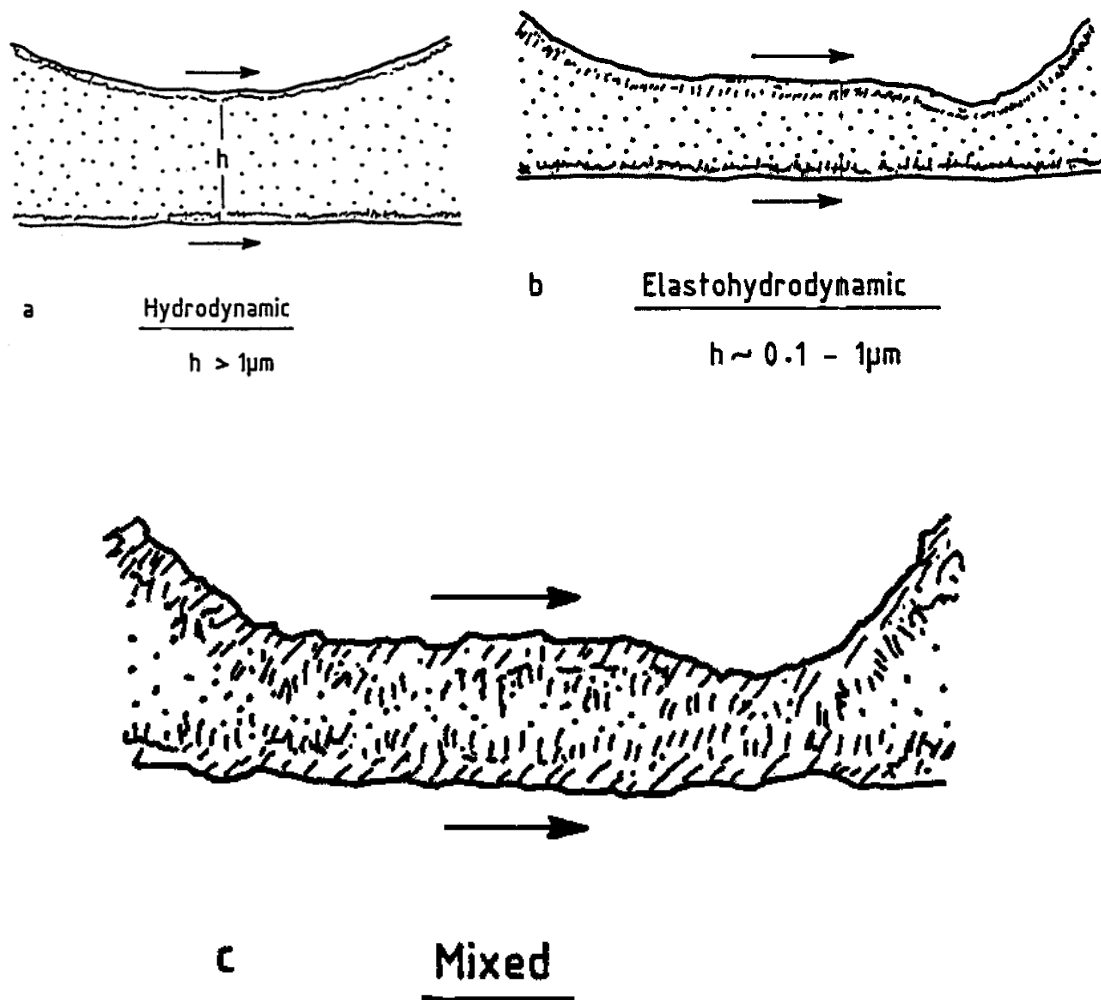 h
a
Hydrodynamic
h > 1μm
b
Elastohydrodynamic
h ~ 0.1 - 1μm
c
Mixed